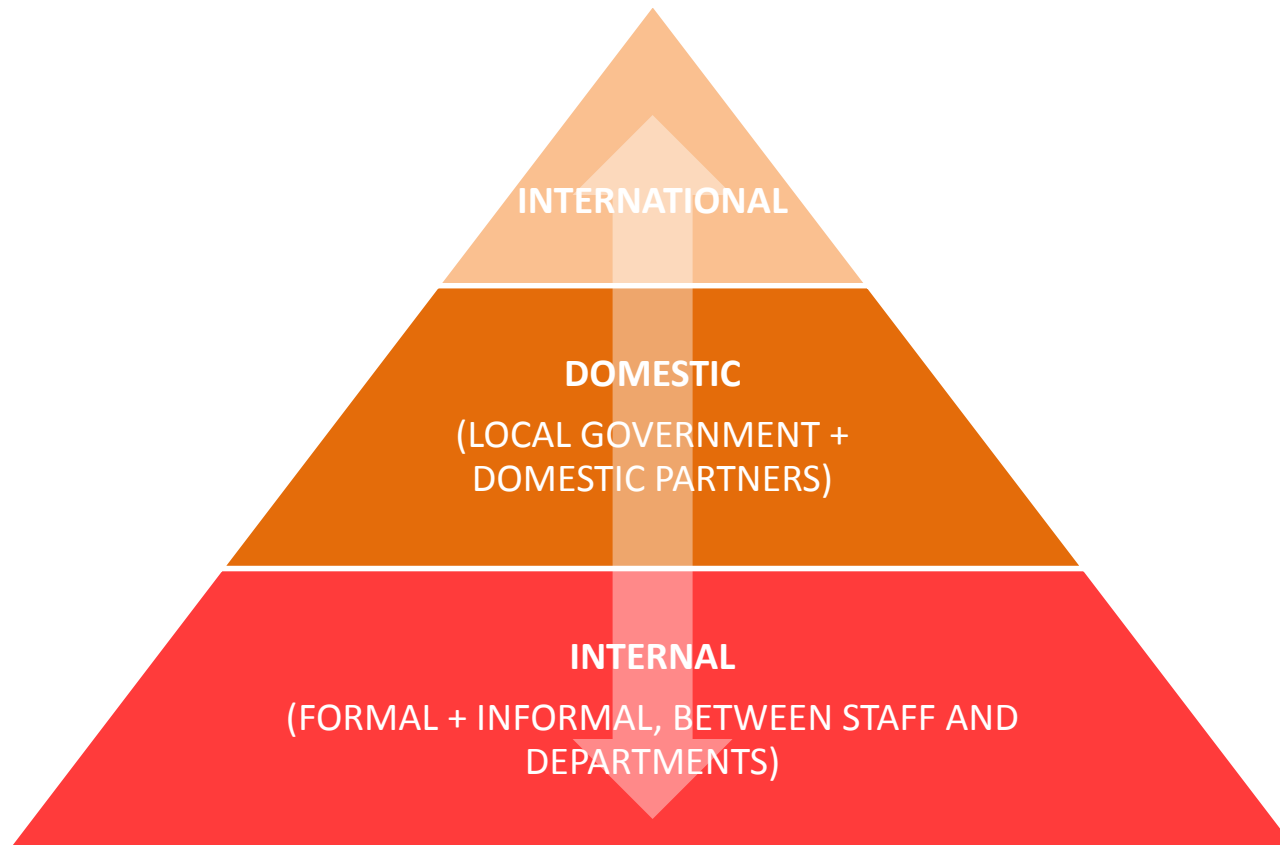 INTERNATIONAL
DOMESTIC
(LOCAL GOVERNMENT +
DOMESTIC PARTNERS)
INTERNAL
(FORMAL + INFORMAL, BETWEEN STAFF AND
DEPARTMENTS)